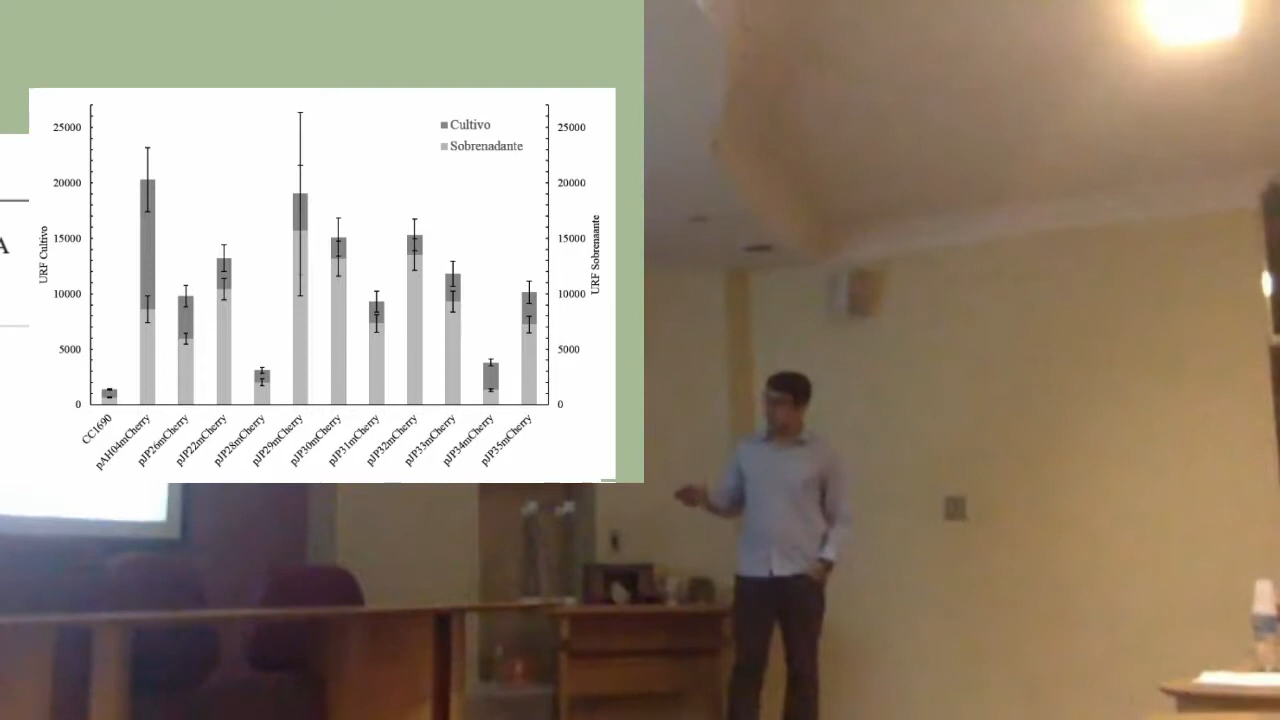 A
Cultivo
Sobrenadante
25000
20000
15000
10000
5000
0
URF Cultivo
25000
20000
15000
10000
5000
0
URF Sobrenaante
CC1690
pAH04mCherry
pJP26mCherry
pJP22mCherry
pJP28mCherry
pJP29mCherry
pJP30mCherry
pJP31mCherry
pJP32mCherry
pJP33mCherry
pJP34mCherry
pJP35mCherry